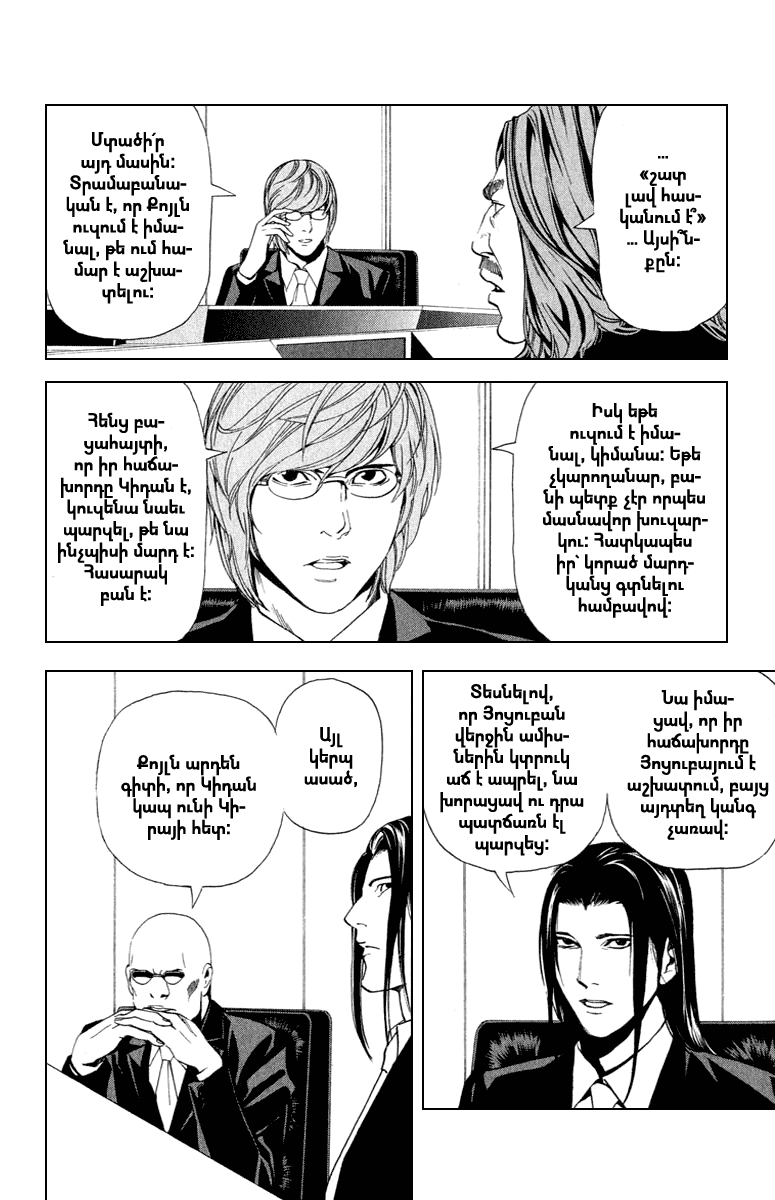 ...
«շատ
լավ հաս-
կանում է՞»
... Այսի՞ն-
քըն:
Մտածի՜ր
այդ մասին:
Տրամաբանա-
կան է, որ Քոյլն
ուզում է իմա-
նալ, թե ում հա-
մար է աշխա-
տելու:
Իսկ եթե
ուզում է իմա-
նալ, կիմանա: Եթե
չկարողանար, բա-
նի պետք չէր որպես
մասնավոր խուզար-
կու: Հատկապես
իր՝ կորած մարդ-
կանց գտնելու
համբավով:
Հենց բա-
ցահայտի,
որ իր հաճա-
խորդը Կիդան է,
կուզենա նաեւ
պարզել, թե նա
ինչպիսի մարդ է:
Հասարակ
բան է:
Նա իմա-
ցավ, որ իր
հաճախորդը
Յոցուբայում է
աշխատում, բայց
այդտեղ կանգ
չառավ:
Տեսնելով,
որ Յոցուբան
վերջին ամիս-
ներին կտրուկ
աճ է ապրել, նա
խորացավ ու դրա
պատճառն էլ
պարզեց:
Այլ
կերպ
ասած,
Քոյլն արդեն
գիտի, որ Կիդան
կապ ունի Կի-
րայի հետ: